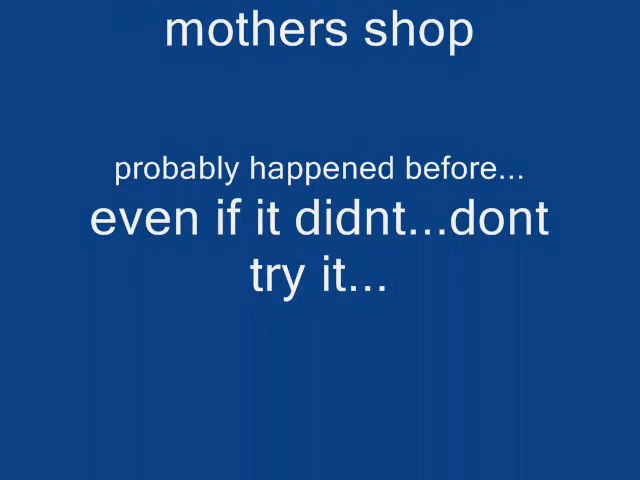 mothers shop
probably happened before...
even if it didnt...dont
try it...